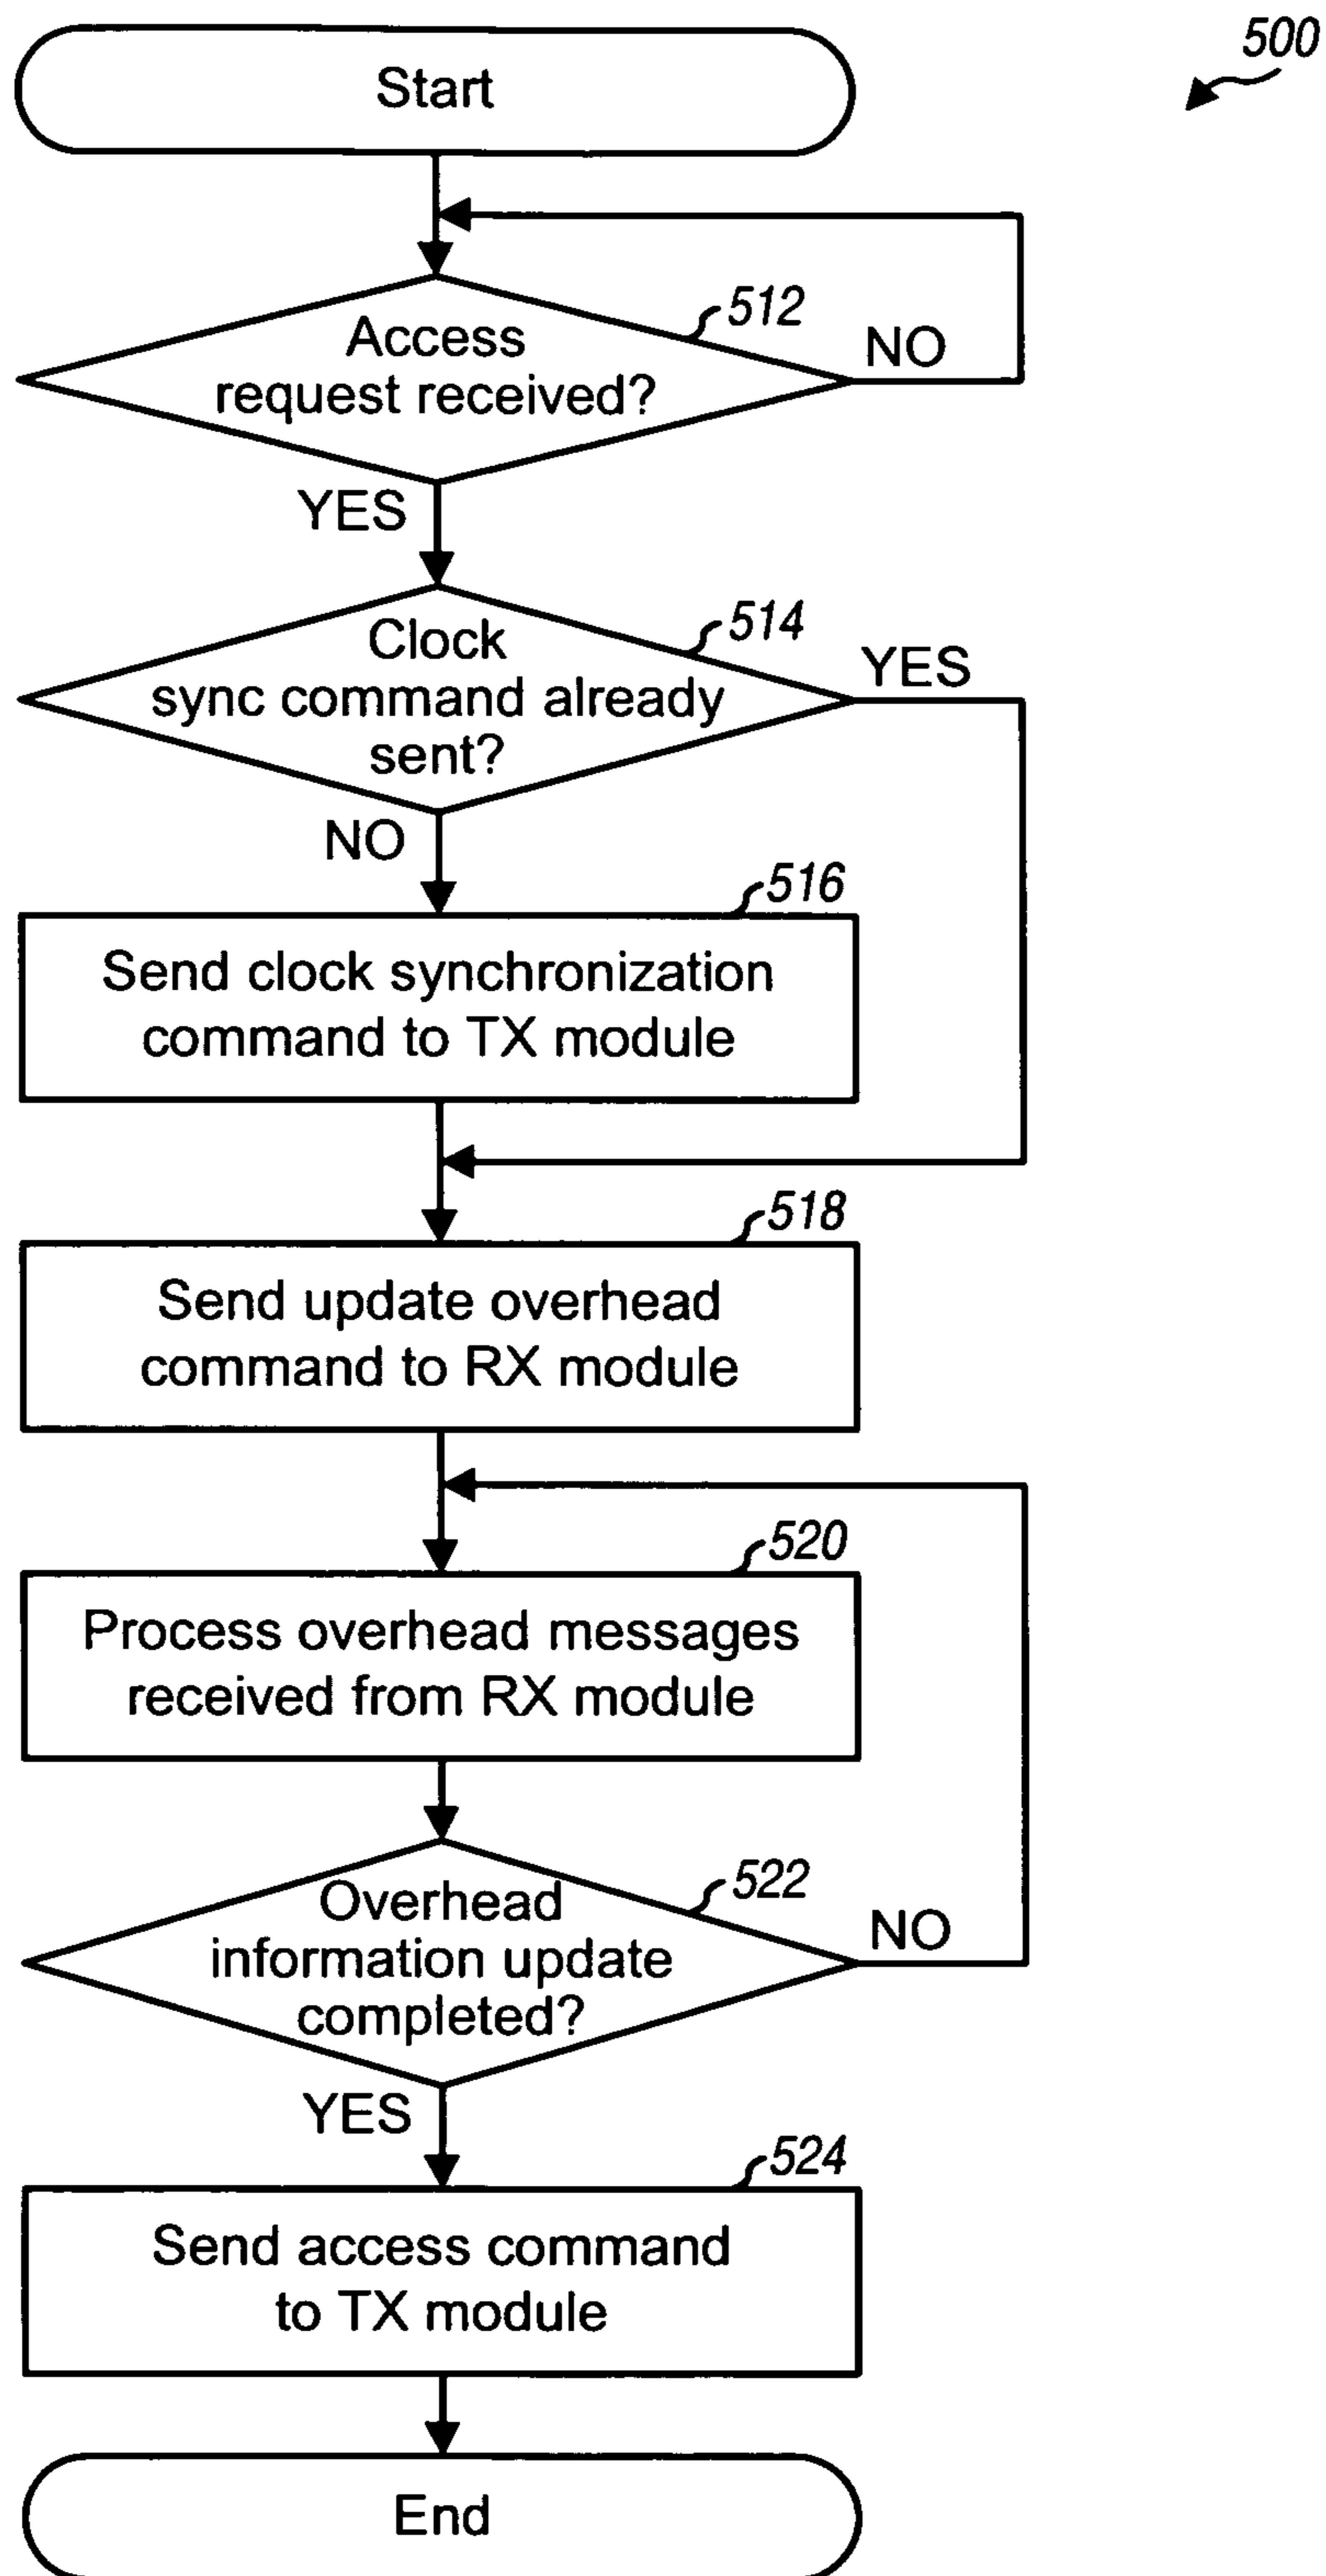 500
Start
512
Access
request received?
NO
YES
514
Clock
sync command already
sent?
YES
NO
516
Send clock synchronization
command to TX module
518
Send update overhead
command to RX module
520
Process overhead messages
received from RX module
522
Overhead
information update
completed?
NO
YES
524
Send access command
to TX module
End